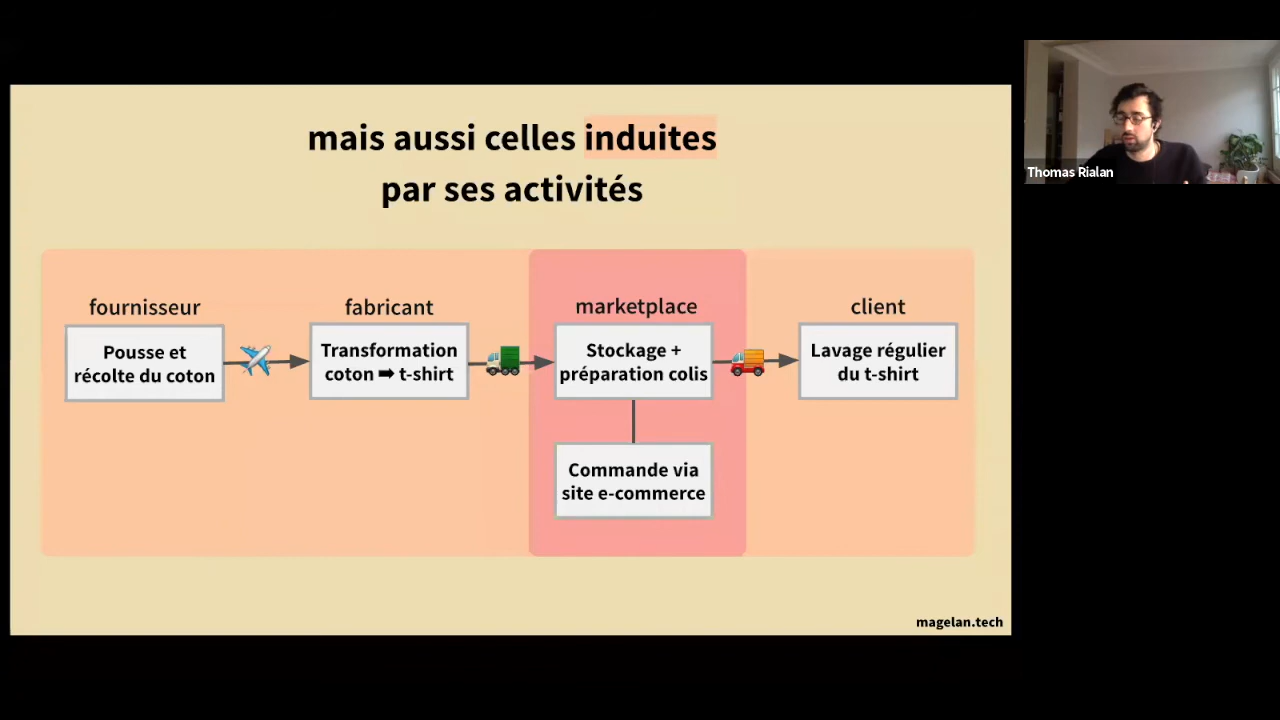 mais aussi celles induites
par ses activités
fournisseur
Pousse et
récolte du coton
fabricant
Transformation
coton ➡ t-shirt
marketplace
Stockage +
préparation colis
Commande via
site e-commerce
client
Lavage régulier
du t-shirt
magelan.tech
Thomas Rialan